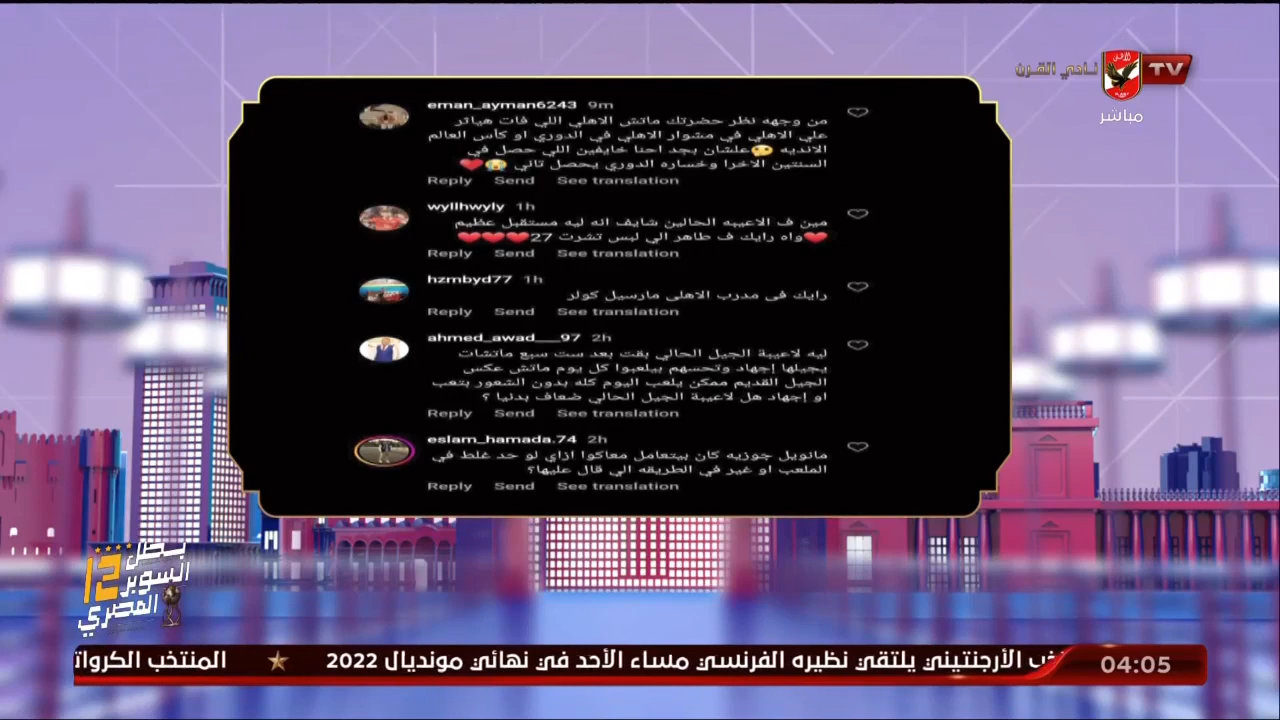 نادي القرن
TV
مباشر
eman_ayman6243 9m
من وجهه نظر حضرتك ماتش الاهلي اللي فات هياثر
علي الاهلي في مشوار الاهلي في الدوري او كأس العالم
الانديه 🤔علشان بجد احنا خايفين اللي حصل في
السنتين الاخرا وخساره الدوري يحصل تاني 😭❤️
Reply Send See translation
wyllhwyly 1h
مين ف الاعيبه الحالين شايف انه ليه مستقبل عظيم
❤️واه رايك ف طاهر الي لبس تشرت 27❤️❤️❤️
Reply Send See translation
hzmbyd77 1h
رايك فى مدرب الاهلى مارسيل كولر
Reply Send See translation
ahmed_awad___97 2h
ليه لاعيبة الجيل الحالي بقت بعد ست سبع ماتشات
يجيلها إجهاد وتحسهم بيلعبوا كل يوم ماتش عكس
الجيل القديم ممكن يلعب اليوم كله بدون الشعور بتعب
او إجهاد هل لاعيبة الجيل الحالي ضعاف بدنيا ؟
Reply Send See translation
eslam_hamada.74 2h
مانويل جوزيه كان بيتعامل معاكوا ازاي لو حد غلط في
الملعب او غير في الطريقه الي قال عليها؟
Reply Send See translation
بطل
السوبر 12
المصري
الأرجنتيني يلتقي نظيره الفرنسي مساء الأحد في نهائي مونديال 2022 ★ المنتخب
04:05